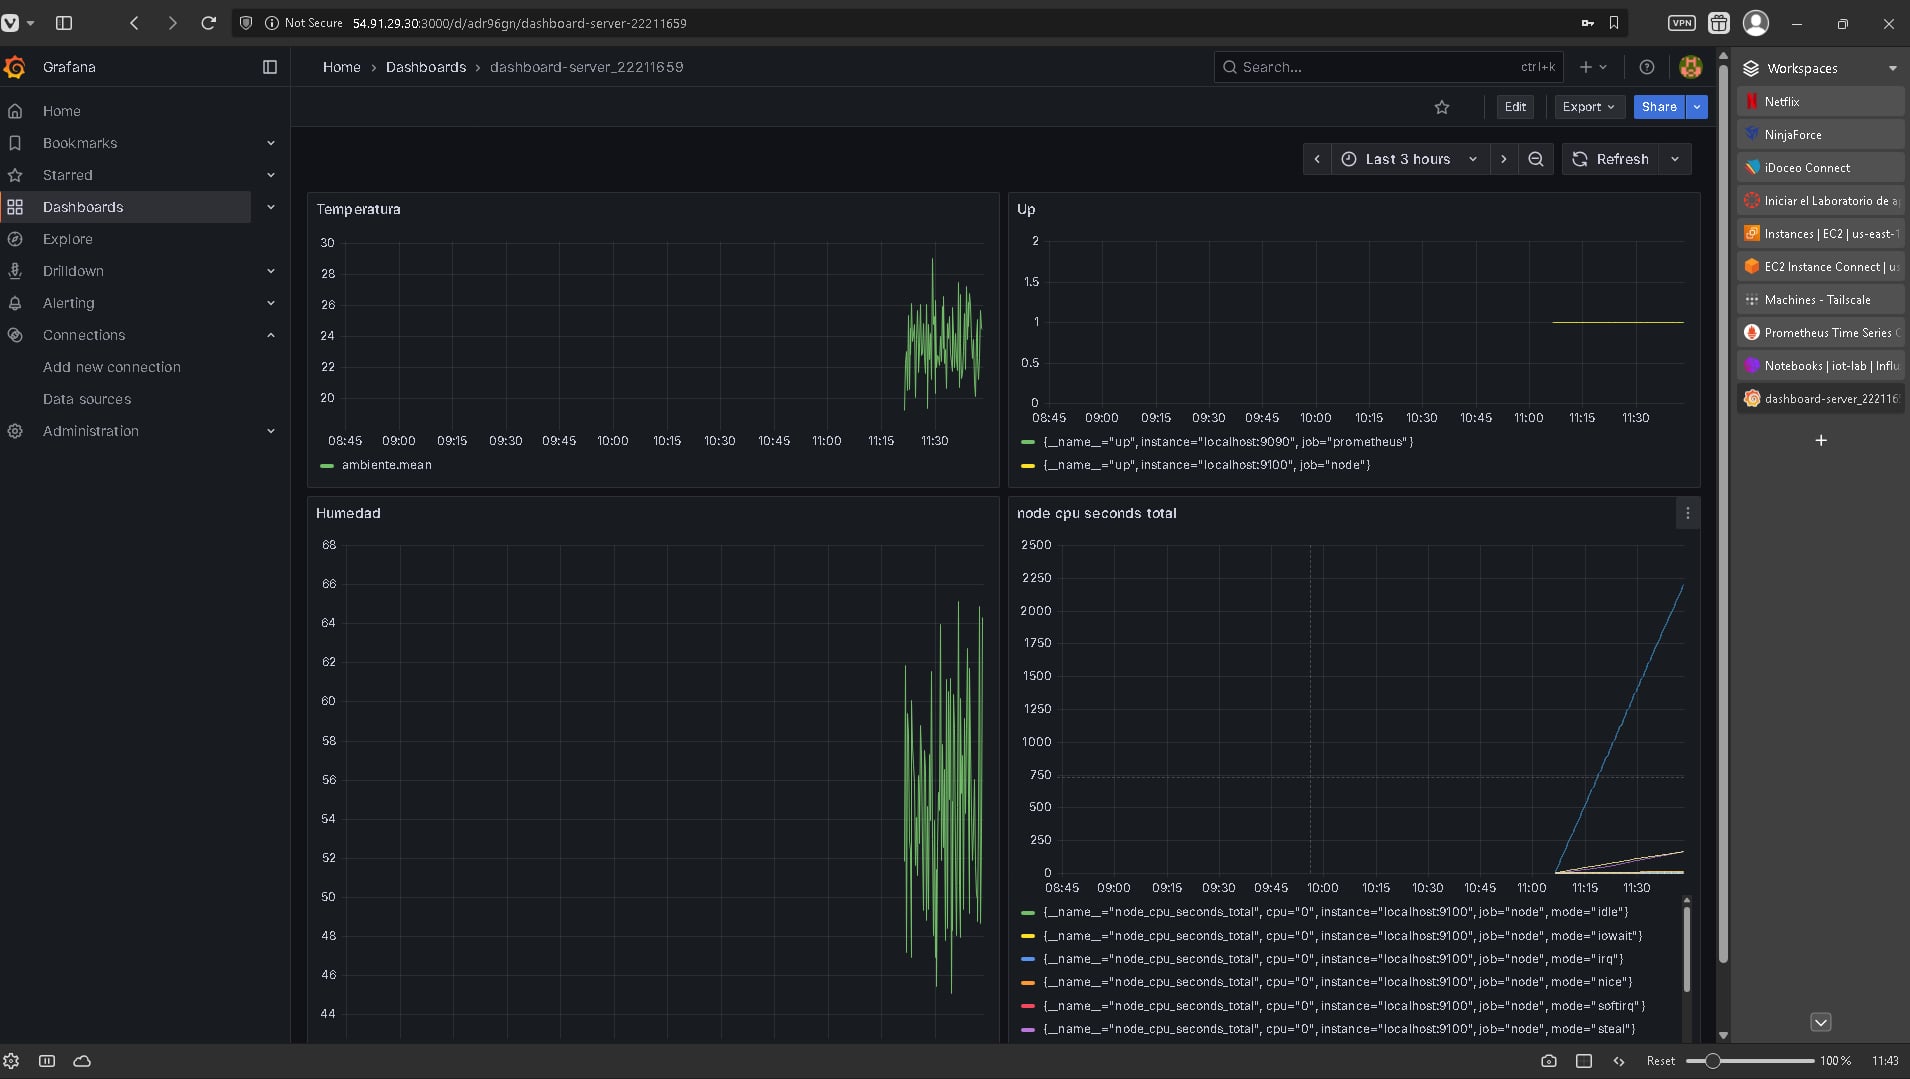 Not Secure 54.91.29.30:3000/d/adr96gn/dashboard-server-22211659
VPN
Grafana
Home › Dashboards › dashboard-server_22211659
Search... ctrl+k
Edit Export Share
Last 3 hours Refresh
Home
Bookmarks
Starred
Dashboards
Explore
Drilldown
Alerting
Connections
Add new connection
Data sources
Administration
Temperatura
30
28
26
24
22
20
08:45 09:00 09:15 09:30 09:45 10:00 10:15 10:30 10:45 11:00 11:15 11:30
ambiente.mean
Up
2
1.5
1
0.5
0
08:45 09:00 09:15 09:30 09:45 10:00 10:15 10:30 10:45 11:00 11:15 11:30
{__name__="up", instance="localhost:9090", job="prometheus"}
{__name__="up", instance="localhost:9100", job="node"}
Humedad
68
66
64
62
60
58
56
54
52
50
48
46
44
node cpu seconds total
2500
2250
2000
1750
1500
1250
1000
750
500
250
0
08:45 09:00 09:15 09:30 09:45 10:00 10:15 10:30 10:45 11:00 11:15 11:30
{__name__="node_cpu_seconds_total", cpu="0", instance="localhost:9100", job="node", mode="idle"}
{__name__="node_cpu_seconds_total", cpu="0", instance="localhost:9100", job="node", mode="iowait"}
{__name__="node_cpu_seconds_total", cpu="0", instance="localhost:9100", job="node", mode="irq"}
{__name__="node_cpu_seconds_total", cpu="0", instance="localhost:9100", job="node", mode="nice"}
{__name__="node_cpu_seconds_total", cpu="0", instance="localhost:9100", job="node", mode="softirq"}
{__name__="node_cpu_seconds_total", cpu="0", instance="localhost:9100", job="node", mode="steal"}
Workspaces
Netflix
NinjaForce
iDoceo Connect
Iniciar el Laboratorio de a
Instances | EC2 | us-east-1
EC2 Instance Connect | us
Machines - Tailscale
Prometheus Time Series
Notebooks | iot-lab | Influ
dashboard-server_222116
Reset 100 % 11:43